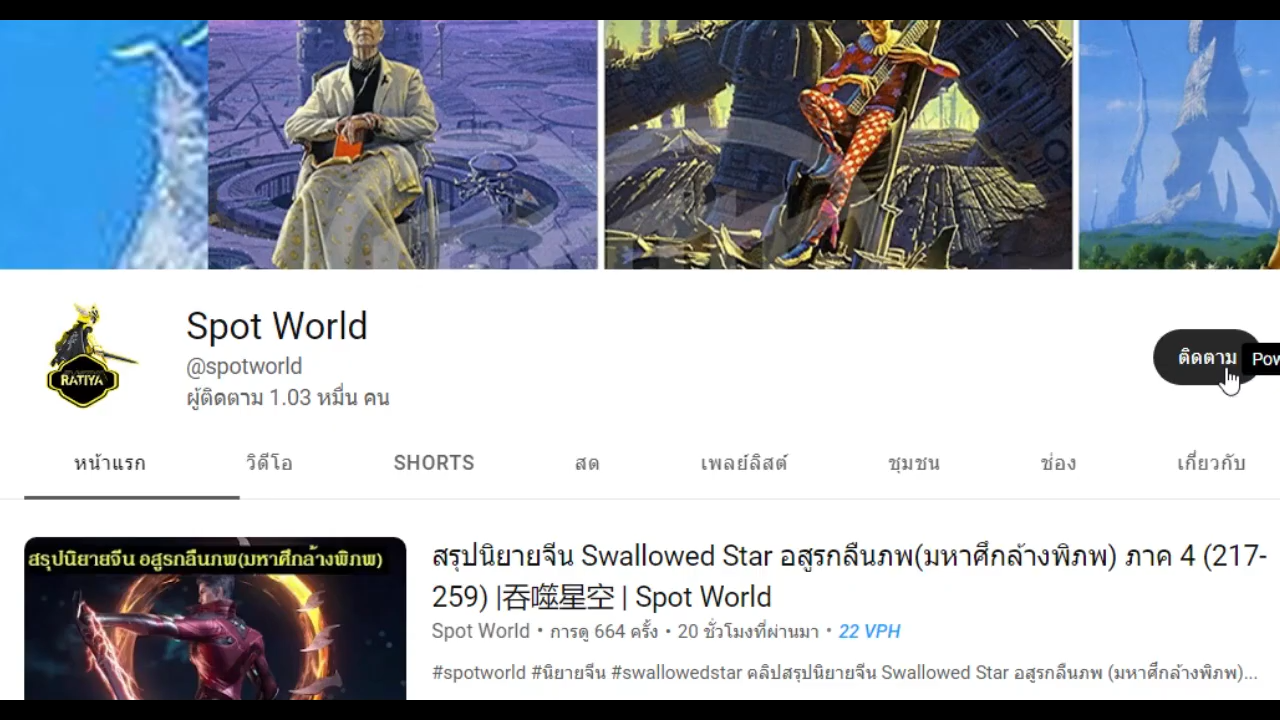 Spot World
@spotworld
ผู้ติดตาม 1.03 หมื่น คน
RATIYA
ติดตาม
หน้าแรก วิดีโอ SHORTS สด เพลย์ลิสต์ ชุมชน ช่อง เกี่ยวกับ
สรุปนิยายจีน อสูรกลืนภพ(มหาศึกล้างพิภพ)
สรุปนิยายจีน Swallowed Star อสูรกลืนภพ(มหาศึกล้างพิภพ) ภาค 4 (217-
259) |吞噬星空 | Spot World
Spot World • การดู 664 ครั้ง • 20 ชั่วโมงที่ผ่านมา • 22 VPH
#spotworld #นิยายจีน #swallowedstar คลิปสรุปนิยายจีน Swallowed Star อสูรกลืนภพ (มหาศึกล้างพิภพ)...